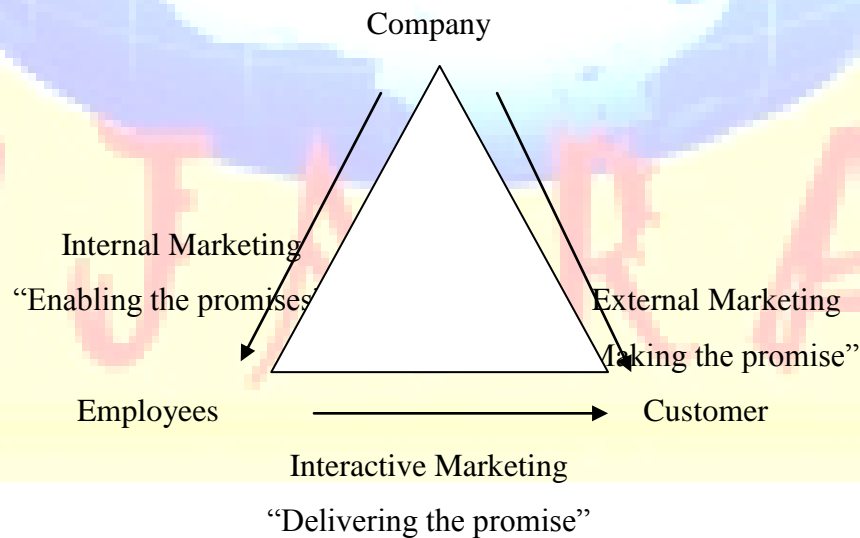 Company
Internal Marketing
“Enabling the promises
External Marketing
Making the promise”
Employees
Customer
Interactive Marketing
“Delivering the promise”